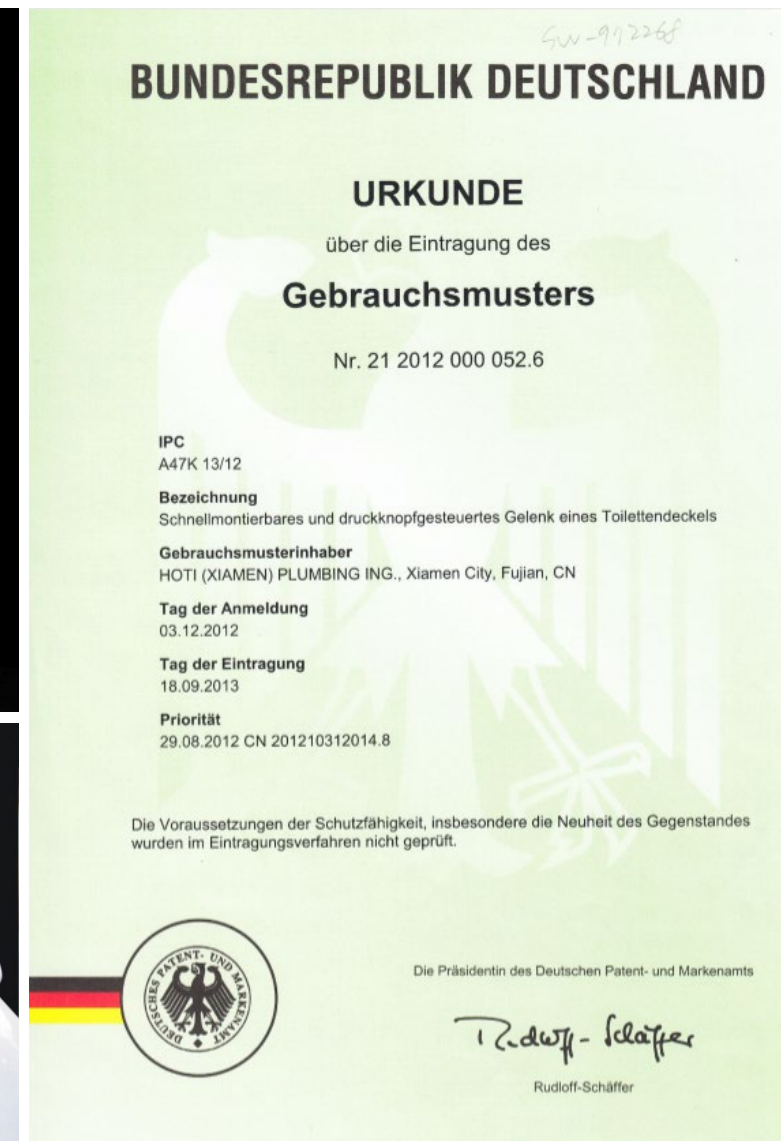 SW-972268
BUNDESREPUBLIK DEUTSCHLAND
URKUNDE
über die Eintragung des
Gebrauchsmusters
Nr. 21 2012 000 052.6
IPC
A47K 13/12
Bezeichnung
Schnellmontierbares und druckknopfgesteuertes Gelenk eines Toilettendeckels
Gebrauchsmusterinhaber
HOTI (XIAMEN) PLUMBING ING., Xiamen City, Fujian, CN
Tag der Anmeldung
03.12.2012
Tag der Eintragung
18.09.2013
Priorität
29.08.2012 CN 201210312014.8
Die Voraussetzungen der Schutzfähigkeit, insbesondere die Neuheit des Gegenstandes
wurden im Eintragungsverfahren nicht geprüft.
DEUTSCHES PATENT- UND MARKENAMT
Die Präsidentin des Deutschen Patent- und Markenamts
Rudloff-Schäffer
Rudloff-Schäffer